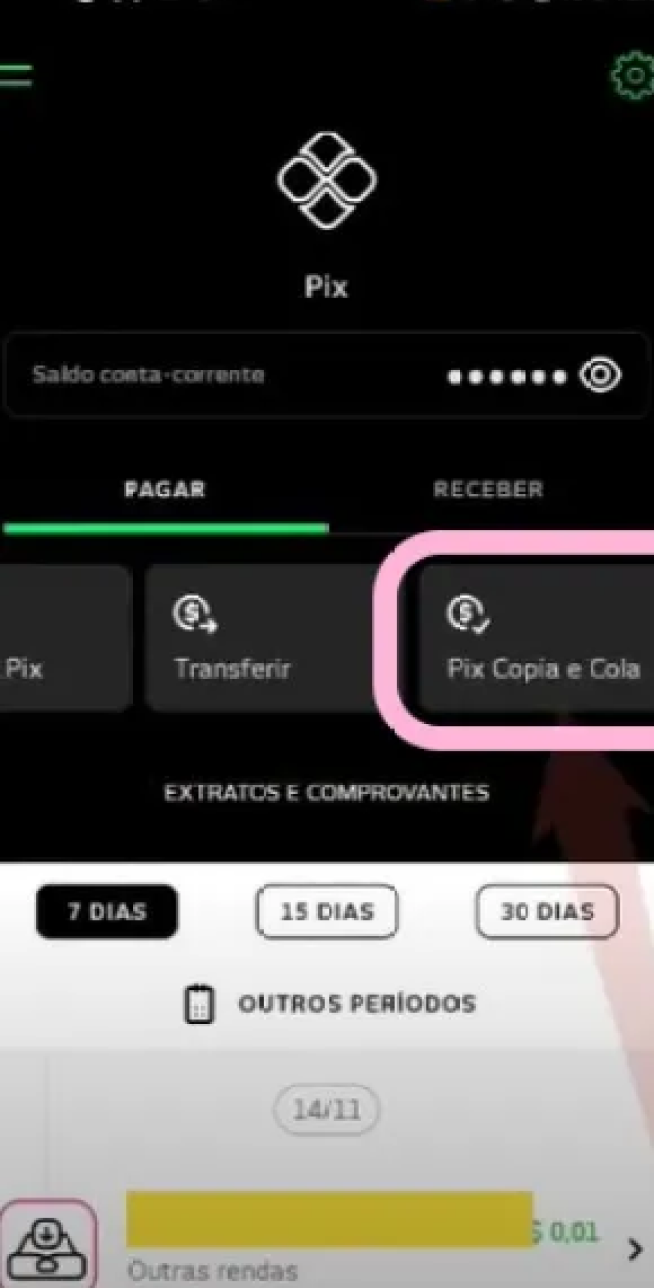 Pix
Saldo conta-corrente
PAGAR
RECEBER
Pix
Transferir
Pix Copia e Cola
EXTRATOS E COMPROVANTES
7 DIAS
15 DIAS
30 DIAS
OUTROS PERÍODOS
14/11
$ 0,01
Outras rendas